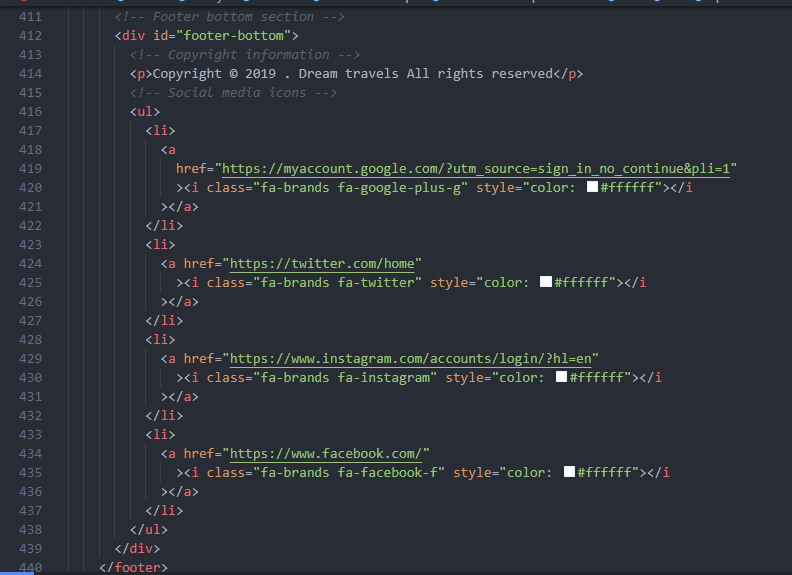 411 <!-- Footer bottom section -->
412 <div id="footer-bottom">
413 <!-- Copyright information -->
414 <p>Copyright © 2019 . Dream travels All rights reserved</p>
415 <!-- Social media icons -->
416 <ul>
417 <li>
418 <a
419 href="https://myaccount.google.com/?utm_source=sign_in_no_continue&pli=1"
420 ><i class="fa-brands fa-google-plus-g" style="color: #ffffff"></i
421 ></a>
422 </li>
423 <li>
424 <a href="https://twitter.com/home"
425 ><i class="fa-brands fa-twitter" style="color: #ffffff"></i
426 ></a>
427 </li>
428 <li>
429 <a href="https://www.instagram.com/accounts/login/?hl=en"
430 ><i class="fa-brands fa-instagram" style="color: #ffffff"></i
431 ></a>
432 </li>
433 <li>
434 <a href="https://www.facebook.com/"
435 ><i class="fa-brands fa-facebook-f" style="color: #ffffff"></i
436 ></a>
437 </li>
438 </ul>
439 </div>
440 </footer>